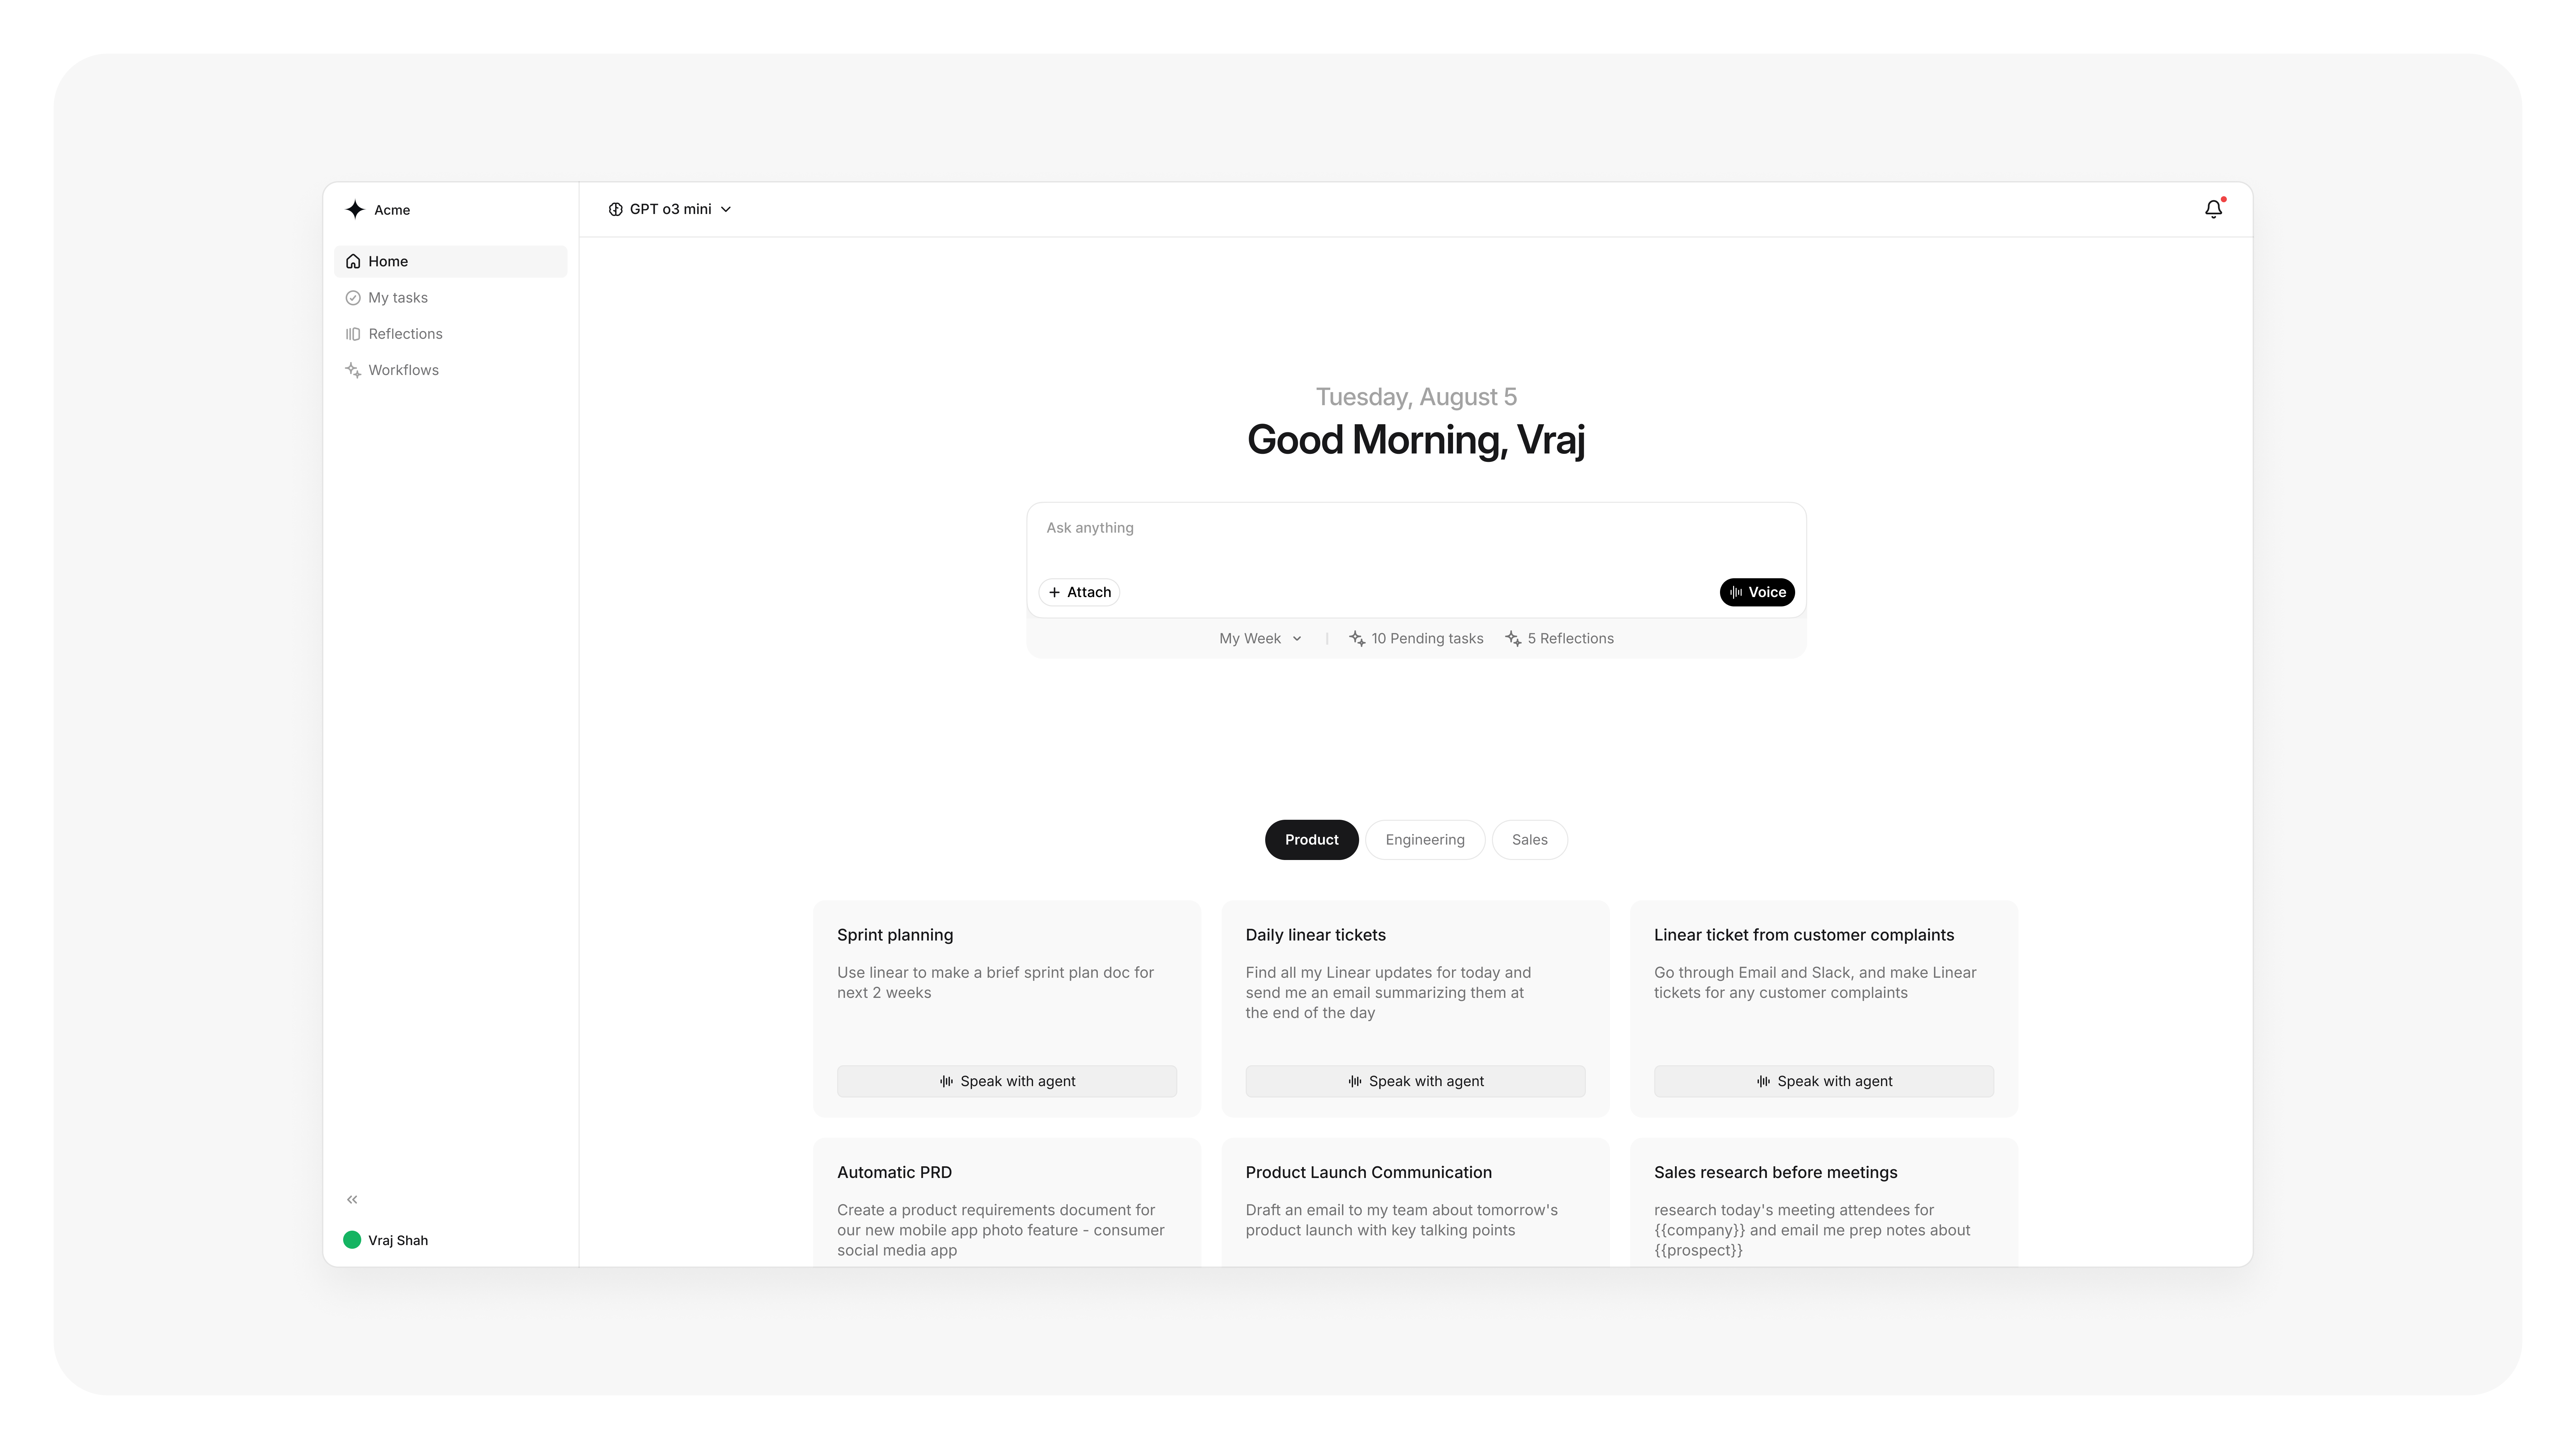 Acme
Home
My tasks
Reflections
Workflows
Vraj Shah
GPT o3 mini
Tuesday, August 5
Good Morning, Vraj
Ask anything
Attach
Voice
My Week
10 Pending tasks
5 Reflections
Product
Engineering
Sales
Sprint planning
Use linear to make a brief sprint plan doc for
next 2 weeks
Speak with agent
Daily linear tickets
Find all my Linear updates for today and
send me an email summarizing them at
the end of the day
Speak with agent
Linear ticket from customer complaints
Go through Email and Slack, and make Linear
tickets for any customer complaints
Speak with agent
Automatic PRD
Create a product requirements document for
our new mobile app photo feature - consumer
social media app
Product Launch Communication
Draft an email to my team about tomorrow's
product launch with key talking points
Sales research before meetings
research today's meeting attendees for
{{company}} and email me prep notes about
{{prospect}}